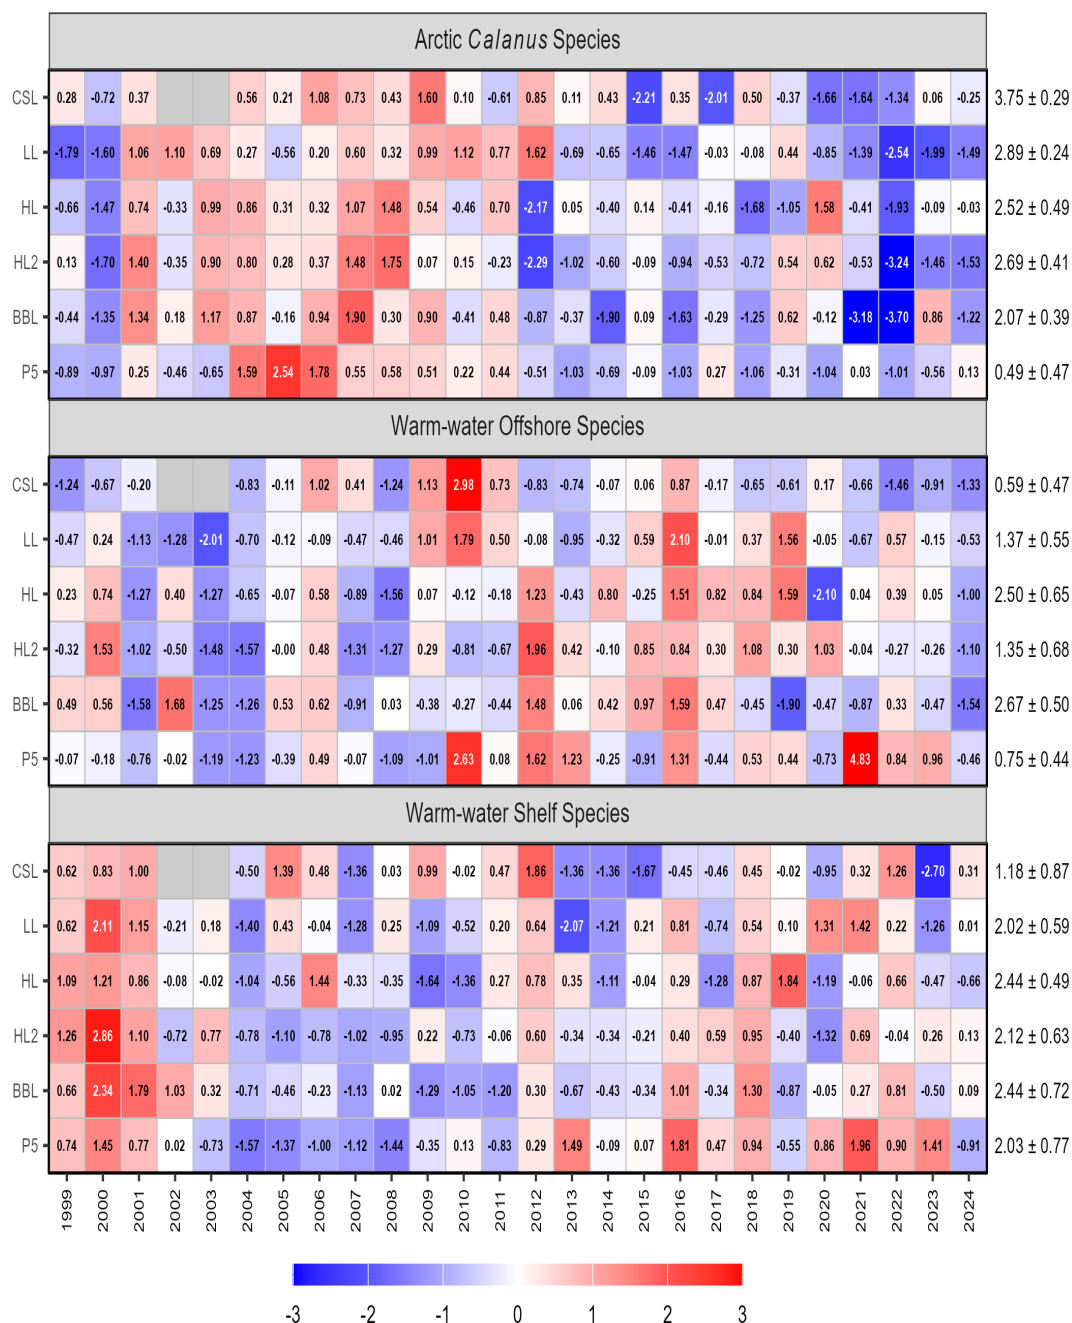 Arctic Calanus Species
CSL 0.28 -0.72 0.37 0.56 0.21 1.08 0.73 0.43 1.60 0.10 -0.61 0.85 0.11 0.43 -2.21 0.35 -2.01 0.50 -0.37 -1.66 -1.64 -1.34 0.06 -0.25 3.75 ± 0.29
LL -1.79 -1.60 1.06 1.10 0.69 0.27 -0.56 0.20 0.60 0.32 0.99 1.12 0.77 1.62 -0.69 -0.65 -1.46 -1.47 -0.03 -0.08 0.44 -0.85 -1.39 -2.54 -1.99 -1.49 2.89 ± 0.24
HL -0.66 -1.47 0.74 -0.33 0.99 0.86 0.31 0.32 1.07 1.48 0.54 -0.46 0.70 -2.17 0.05 -0.40 0.14 -0.41 -0.16 -1.68 -1.05 1.58 -0.41 -1.93 -0.09 -0.03 2.52 ± 0.49
HL2 0.13 -1.70 1.40 -0.35 0.90 0.80 0.28 0.37 1.48 1.75 0.07 0.15 -0.23 -2.29 -1.02 -0.60 -0.09 -0.94 -0.53 -0.72 0.54 0.62 -0.53 -3.24 -1.46 -1.53 2.69 ± 0.41
BBL -0.44 -1.35 1.34 0.18 1.17 0.87 -0.16 0.94 1.90 0.30 0.90 -0.41 0.48 -0.87 -0.37 -1.90 0.09 -1.63 -0.29 -1.25 0.62 -0.12 -3.18 -3.70 0.86 -1.22 2.07 ± 0.39
P5 -0.89 -0.97 0.25 -0.46 -0.65 1.59 2.54 1.78 0.55 0.58 0.51 0.22 0.44 -0.51 -1.03 -0.69 -0.09 -1.03 0.27 -1.06 -0.31 -1.04 0.03 -1.01 -0.56 0.13 0.49 ± 0.47
Warm-water Offshore Species
CSL -1.24 -0.67 -0.20 -0.83 -0.11 1.02 0.41 -1.24 1.13 2.98 0.73 -0.83 -0.74 -0.07 0.06 0.87 -0.17 -0.65 -0.61 0.17 -0.66 -1.46 -0.91 -1.33 0.59 ± 0.47
LL -0.47 0.24 -1.13 -1.28 -2.01 -0.70 -0.12 -0.09 -0.47 -0.46 1.01 1.79 0.50 -0.08 -0.95 -0.32 0.59 2.10 -0.01 0.37 1.56 -0.05 -0.67 0.57 -0.15 -0.53 1.37 ± 0.55
HL 0.23 0.74 -1.27 0.40 -1.27 -0.65 -0.07 0.58 -0.89 -1.56 0.07 -0.12 -0.18 1.23 -0.43 0.80 -0.25 1.51 0.82 0.84 1.59 -2.10 0.04 0.39 0.05 -1.00 2.50 ± 0.65
HL2 -0.32 1.53 -1.02 -0.50 -1.48 -1.57 -0.00 0.48 -1.31 -1.27 0.29 -0.81 -0.67 1.96 0.42 -0.10 0.85 0.84 0.30 1.08 0.30 1.03 -0.04 -0.27 -0.26 -1.10 1.35 ± 0.68
BBL 0.49 0.56 -1.58 1.68 -1.25 -1.26 0.53 0.62 -0.91 0.03 -0.38 -0.27 -0.44 1.48 0.06 0.42 0.97 1.59 0.47 -0.45 -1.90 -0.47 -0.87 0.33 -0.47 -1.54 2.67 ± 0.50
P5 -0.07 -0.18 -0.76 -0.02 -1.19 -1.23 -0.39 0.49 -0.07 -1.09 -1.01 2.63 0.08 1.62 1.23 -0.25 -0.91 1.31 -0.44 0.53 0.44 -0.73 4.83 0.84 0.96 -0.46 0.75 ± 0.44
Warm-water Shelf Species
CSL 0.62 0.83 1.00 -0.50 1.39 0.48 -1.36 0.03 0.99 -0.02 0.47 1.86 -1.36 -1.36 -1.67 -0.45 -0.46 0.45 -0.02 -0.95 0.32 1.26 -2.70 0.31 1.18 ± 0.87
LL 0.62 2.11 1.15 -0.21 0.18 -1.40 0.43 -0.04 -1.28 0.25 -1.09 -0.52 0.20 0.64 -2.07 -1.21 0.21 0.81 -0.74 0.54 0.10 1.31 1.42 0.22 -1.26 0.01 2.02 ± 0.59
HL 1.09 1.21 0.86 -0.08 -0.02 -1.04 -0.56 1.44 -0.33 -0.35 -1.64 -1.36 0.27 0.78 0.35 -1.11 -0.04 0.29 -1.28 0.87 1.84 -1.19 -0.06 0.66 -0.47 -0.66 2.44 ± 0.49
HL2 1.26 2.86 1.10 -0.72 0.77 -0.78 -1.10 -0.78 -1.02 -0.95 0.22 -0.73 -0.06 0.60 -0.34 -0.34 -0.21 0.40 0.59 0.95 -0.40 -1.32 0.69 -0.04 0.26 0.13 2.12 ± 0.63
BBL 0.66 2.34 1.79 1.03 0.32 -0.71 -0.46 -0.23 -1.13 0.02 -1.29 -1.05 -1.20 0.30 -0.67 -0.43 -0.34 1.01 -0.34 1.30 -0.87 -0.05 0.27 0.81 -0.50 0.09 2.44 ± 0.72
P5 0.74 1.45 0.77 0.02 -0.73 -1.57 -1.37 -1.00 -1.12 -1.44 -0.35 0.13 -0.83 0.29 1.49 -0.09 0.07 1.81 0.47 0.94 -0.55 0.86 1.96 0.90 1.41 -0.91 2.03 ± 0.77
1999 2000 2001 2002 2003 2004 2005 2006 2007 2008 2009 2010 2011 2012 2013 2014 2015 2016 2017 2018 2019 2020 2021 2022 2023 2024
-3 -2 -1 0 1 2 3